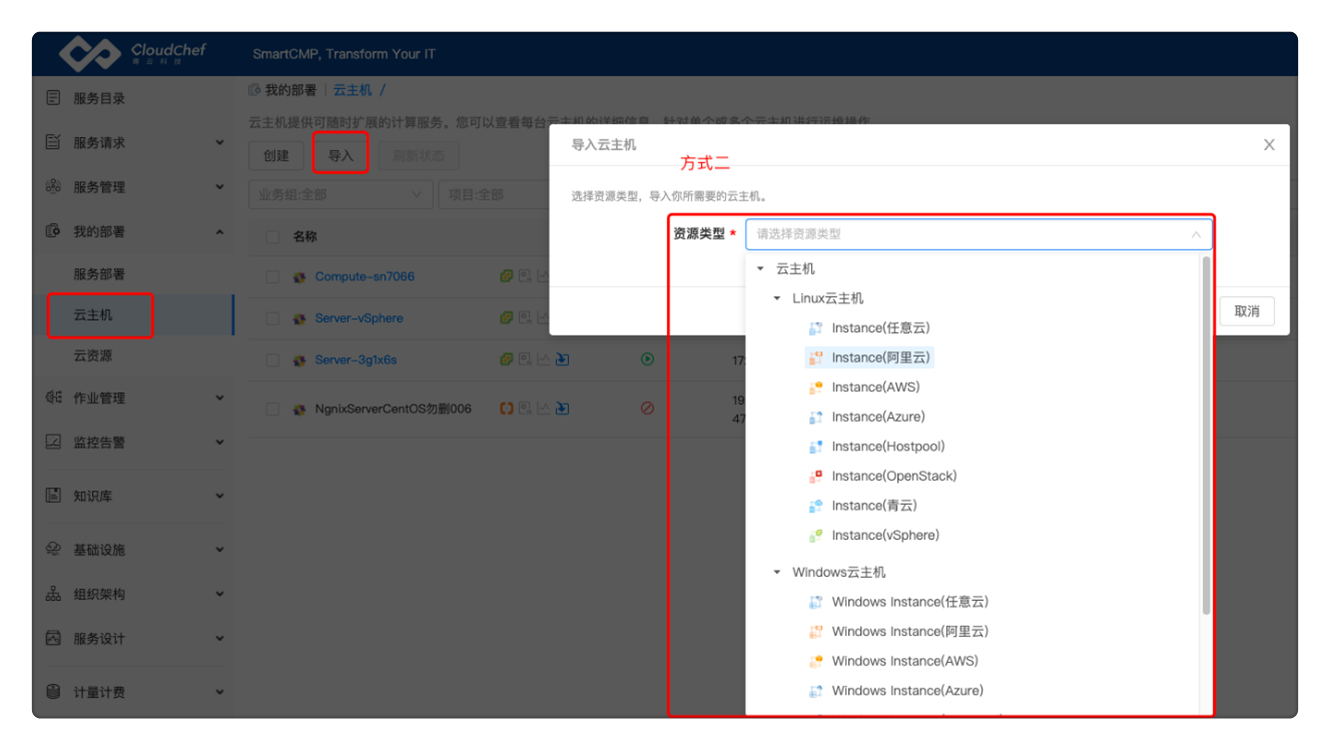 CloudChef
SmartCMP, Transform Your IT
服务目录
服务请求
服务管理
我的部署
服务部署
云主机
云资源
作业管理
监控告警
知识库
基础设施
组织架构
服务设计
计量计费
我的部署 | 云主机 /
云主机提供可随时扩展的计算服务。您可以查看每台云主机的详细信息，针对单个或多个云主机进行运维操作
创建 导入 刷新状态
业务组:全部 项目:全部
名称
Compute-sn7066
Server-vSphere
Server-3g1x6s 17
NgnixServerCentOS勿删006 19
47
导入云主机
方式二
选择资源类型，导入你所需要的云主机。
资源类型 * 请选择资源类型
云主机
Linux云主机
Instance(任意云)
Instance(阿里云)
Instance(AWS)
Instance(Azure)
Instance(Hostpool)
Instance(OpenStack)
Instance(青云)
Instance(vSphere)
Windows云主机
Windows Instance(任意云)
Windows Instance(阿里云)
Windows Instance(AWS)
Windows Instance(Azure)
取消